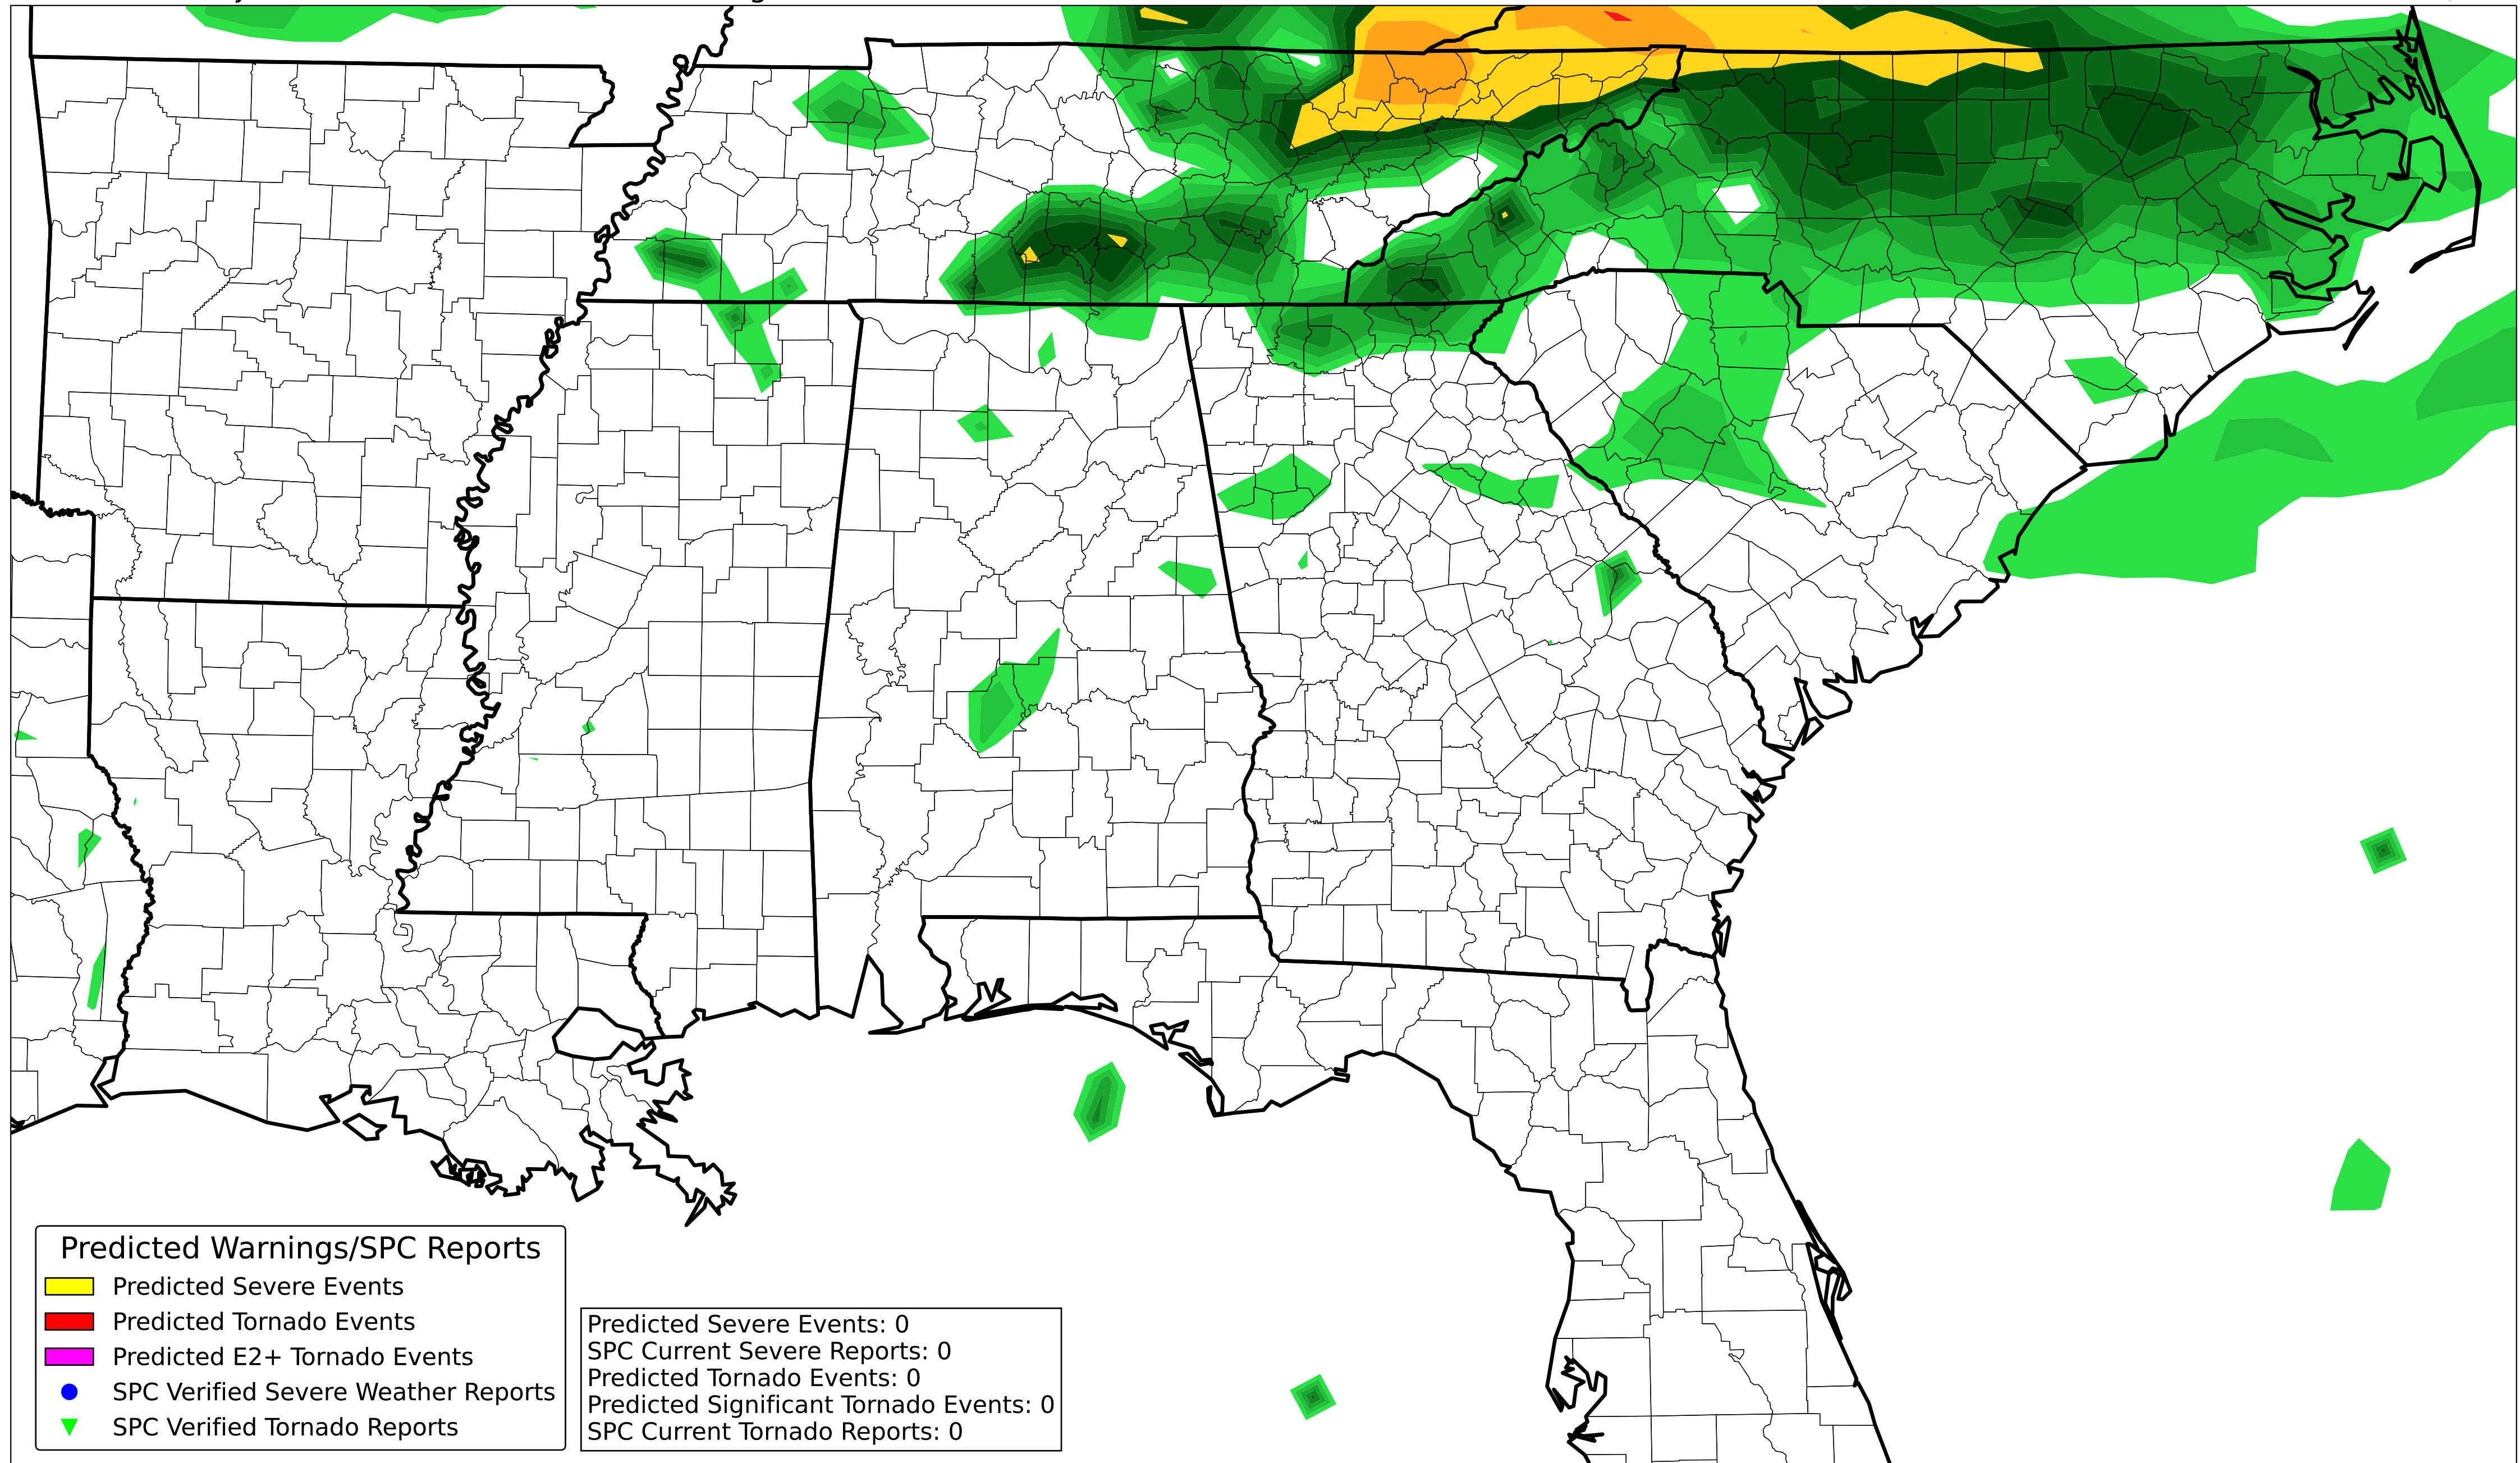 Predicted Warnings/SPC Reports
Predicted Severe Events
Predicted Tornado Events
Predicted E2+ Tornado Events
SPC Verified Severe Weather Reports
SPC Verified Tornado Reports
Predicted Severe Events: 0
SPC Current Severe Reports: 0
Predicted Tornado Events: 0
Predicted Significant Tornado Events: 0
SPC Current Tornado Reports: 0